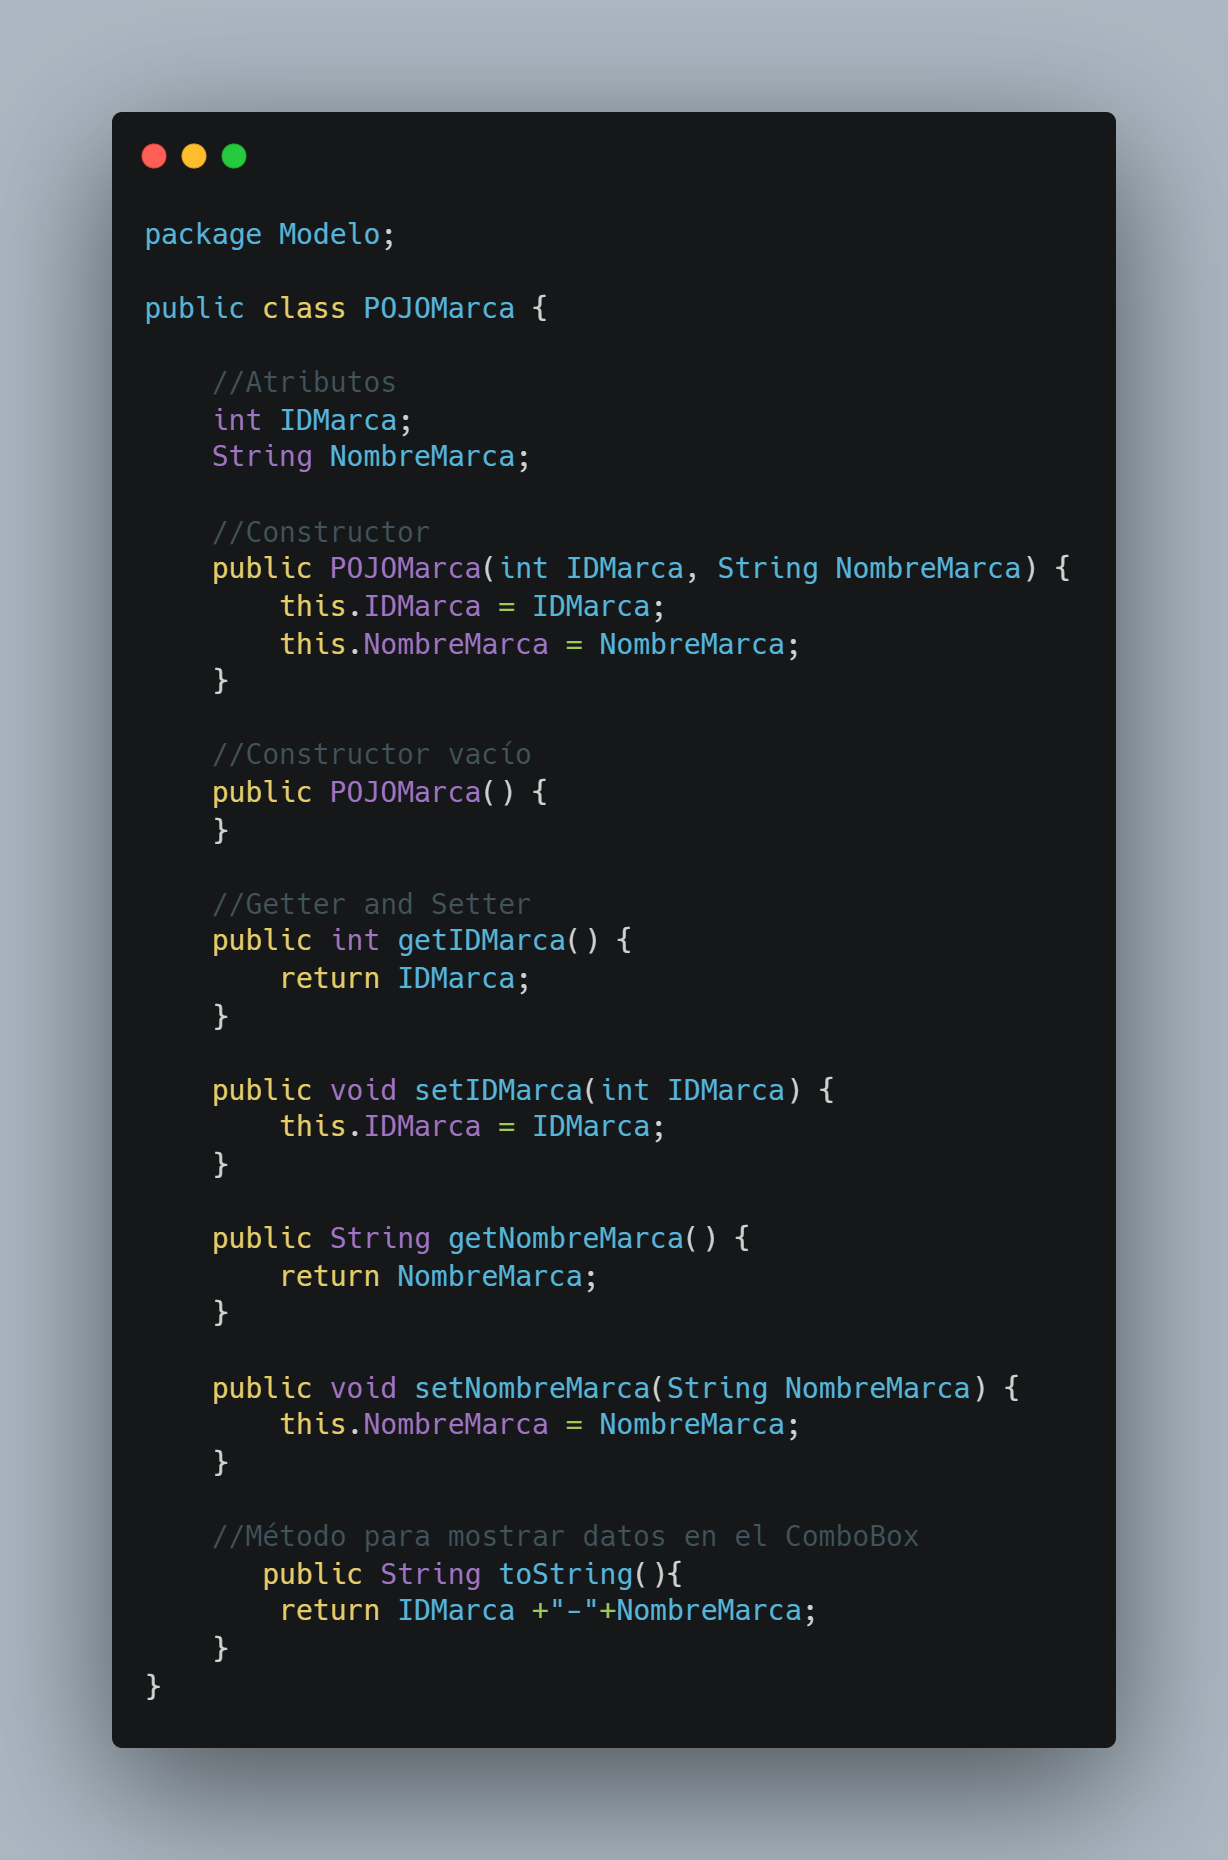 package Modelo;

public class POJOMarca {

    //Atributos
    int IDMarca;
    String NombreMarca;

    //Constructor
    public POJOMarca(int IDMarca, String NombreMarca) {
        this.IDMarca = IDMarca;
        this.NombreMarca = NombreMarca;
    }

    //Constructor vacío
    public POJOMarca() {
    }

    //Getter and Setter
    public int getIDMarca() {
        return IDMarca;
    }

    public void setIDMarca(int IDMarca) {
        this.IDMarca = IDMarca;
    }

    public String getNombreMarca() {
        return NombreMarca;
    }

    public void setNombreMarca(String NombreMarca) {
        this.NombreMarca = NombreMarca;
    }

    //Método para mostrar datos en el ComboBox
       public String toString(){
        return IDMarca +"-"+NombreMarca;
    }
}